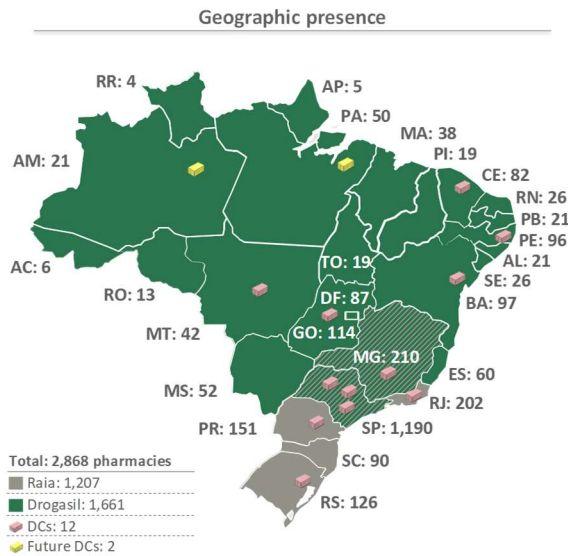 Geographic presence
RR: 4
AP: 5
PA: 50
MA: 38
PI: 19
CE: 82
AM: 21
RN: 26
PB: 21
PE: 96
AL: 21
SE: 26
BA: 97
AC: 6
TO: 19
RO: 13
DF: 87
GO: 114
MT: 42
MG: 210
ES: 60
MS: 52
RJ: 202
PR: 151
SP: 1,190
SC: 90
RS: 126
Total: 2,868 pharmacies
Raia: 1,207
Drogasil: 1,661
DCs: 12
Future DCs: 2